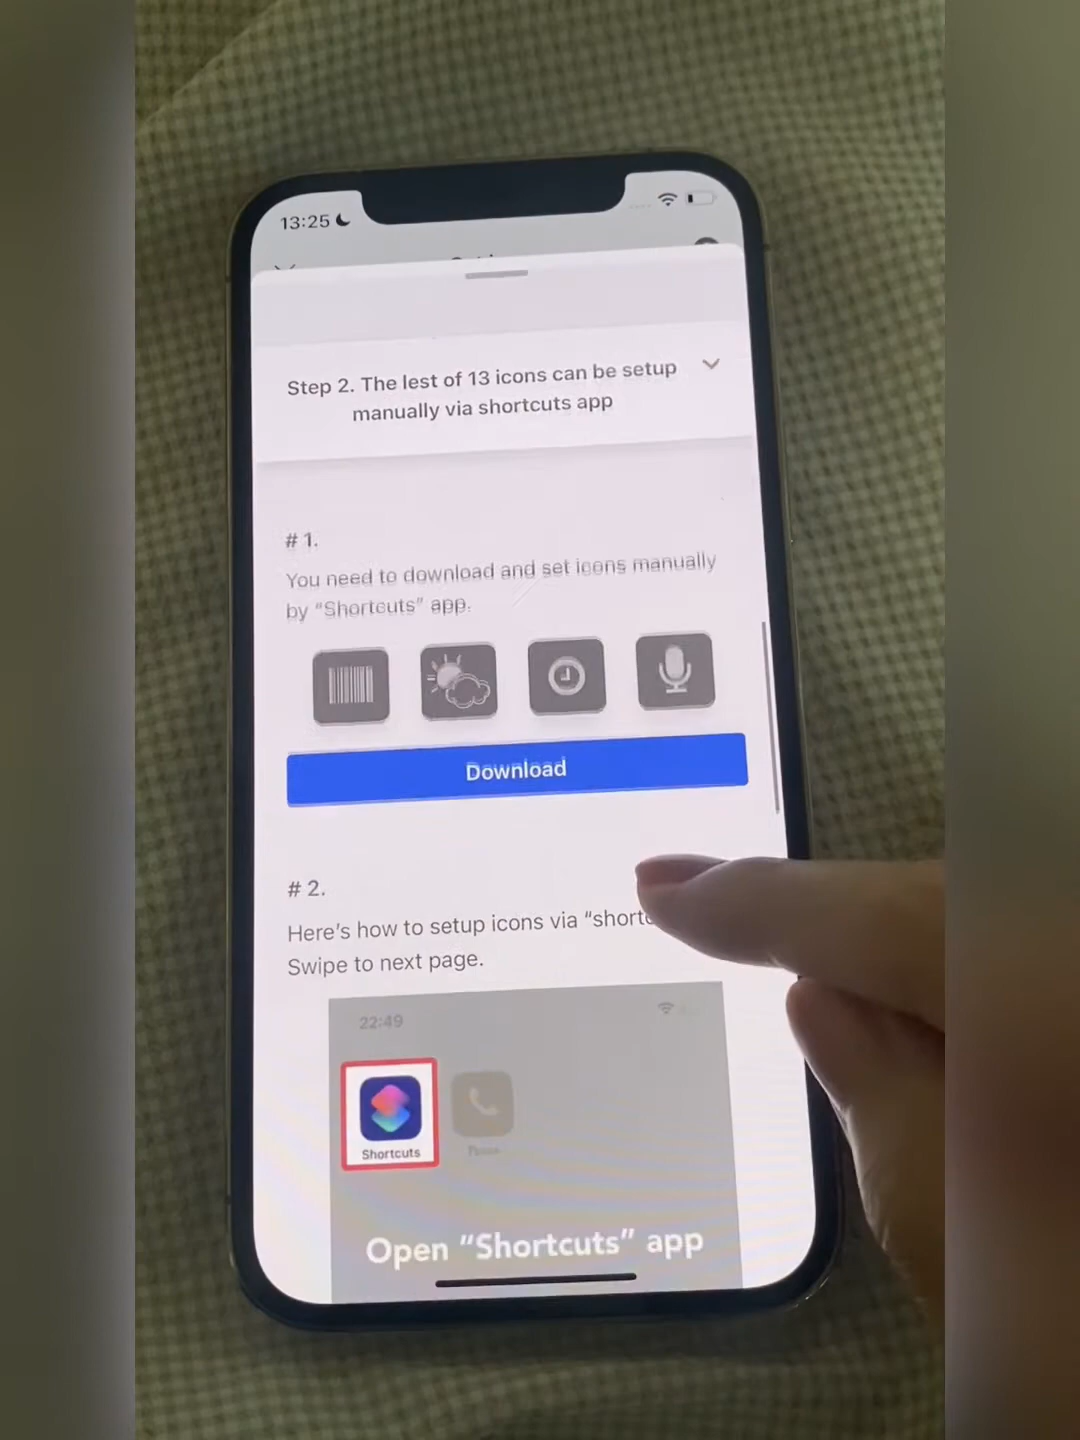 13:25
Step 2. The lest of 13 icons can be setup
manually via shortcuts app
# 1.
You need to download and set icons manually
by “Shortcuts” app.
Download
# 2.
Here’s how to setup icons via “shortc
Swipe to next page.
22:49
Shortcuts
Open “Shortcuts” app